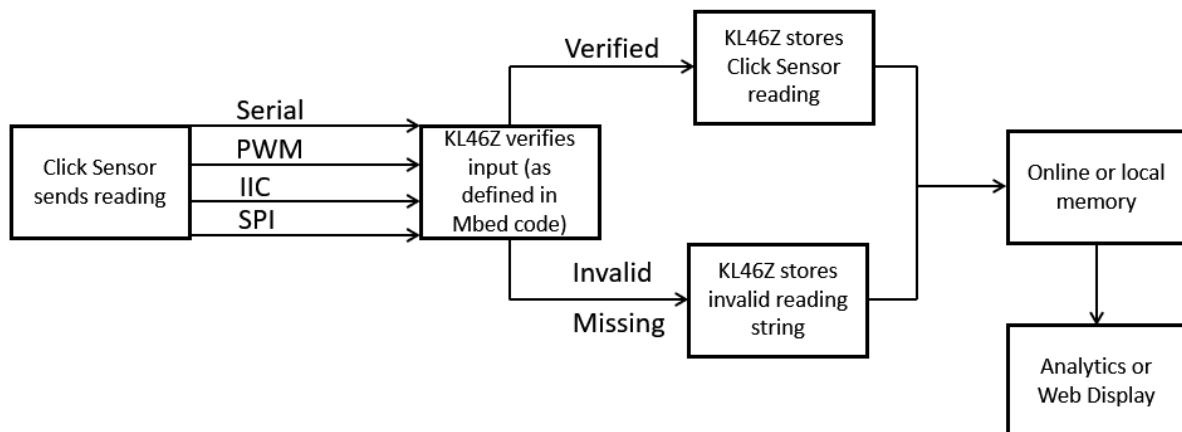 Click Sensor
sends reading
Serial
PWM
IIC
SPI
KL46Z verifies
input (as
defined in
Mbed code)
Verified
KL46Z stores
Click Sensor
reading
Invalid
Missing
KL46Z stores
invalid reading
string
Online or local
memory
Analytics or
Web Display